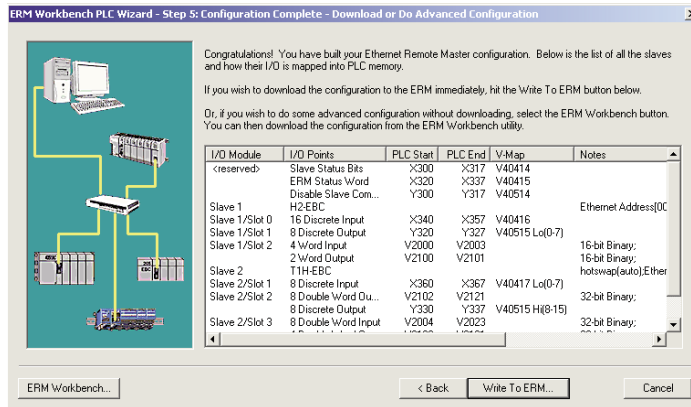 ERM Workbench PLC Wizard - Step 5: Configuration Complete - Download or Do Advanced Configuration
Congratulations! You have built your Ethernet Remote Master configuration. Below is the list of all the slaves
and how their I/O is mapped into PLC memory.
If you wish to download the configuration to the ERM immediately, hit the Write To ERM button below.
Or, if you wish to do some advanced configuration without downloading, select the ERM Workbench button.
You can then download the configuration from the ERM Workbench utility.
I/O Module I/O Points PLC Start PLC End V-Map Notes
<reserved> Slave Status Bits X300 X317 V40414
ERM Status Word X320 X337 V40415
Disable Slave Com... Y300 Y317 V40514
Slave 1 H2-EBC Ethernet Address[00
Slave 1/Slot 0 16 Discrete Input X340 X357 V40416
Slave 1/Slot 1 8 Discrete Output Y320 Y327 V40515 Lo(0-7)
Slave 1/Slot 2 4 Word Input V2000 V2003 16-bit Binary;
2 Word Output V2100 V2101 16-bit Binary;
Slave 2 T1H-EBC hotswap(auto);Ether
Slave 2/Slot 1 8 Discrete Input X360 X367 V40417 Lo(0-7)
Slave 2/Slot 2 8 Double Word Ou... V2102 V2121 32-bit Binary;
8 Discrete Output Y330 Y337 V40515 Hi(8-15)
Slave 2/Slot 3 8 Double Word Input V2004 V2023 32-bit Binary;
ERM Workbench... < Back Write To ERM... Cancel